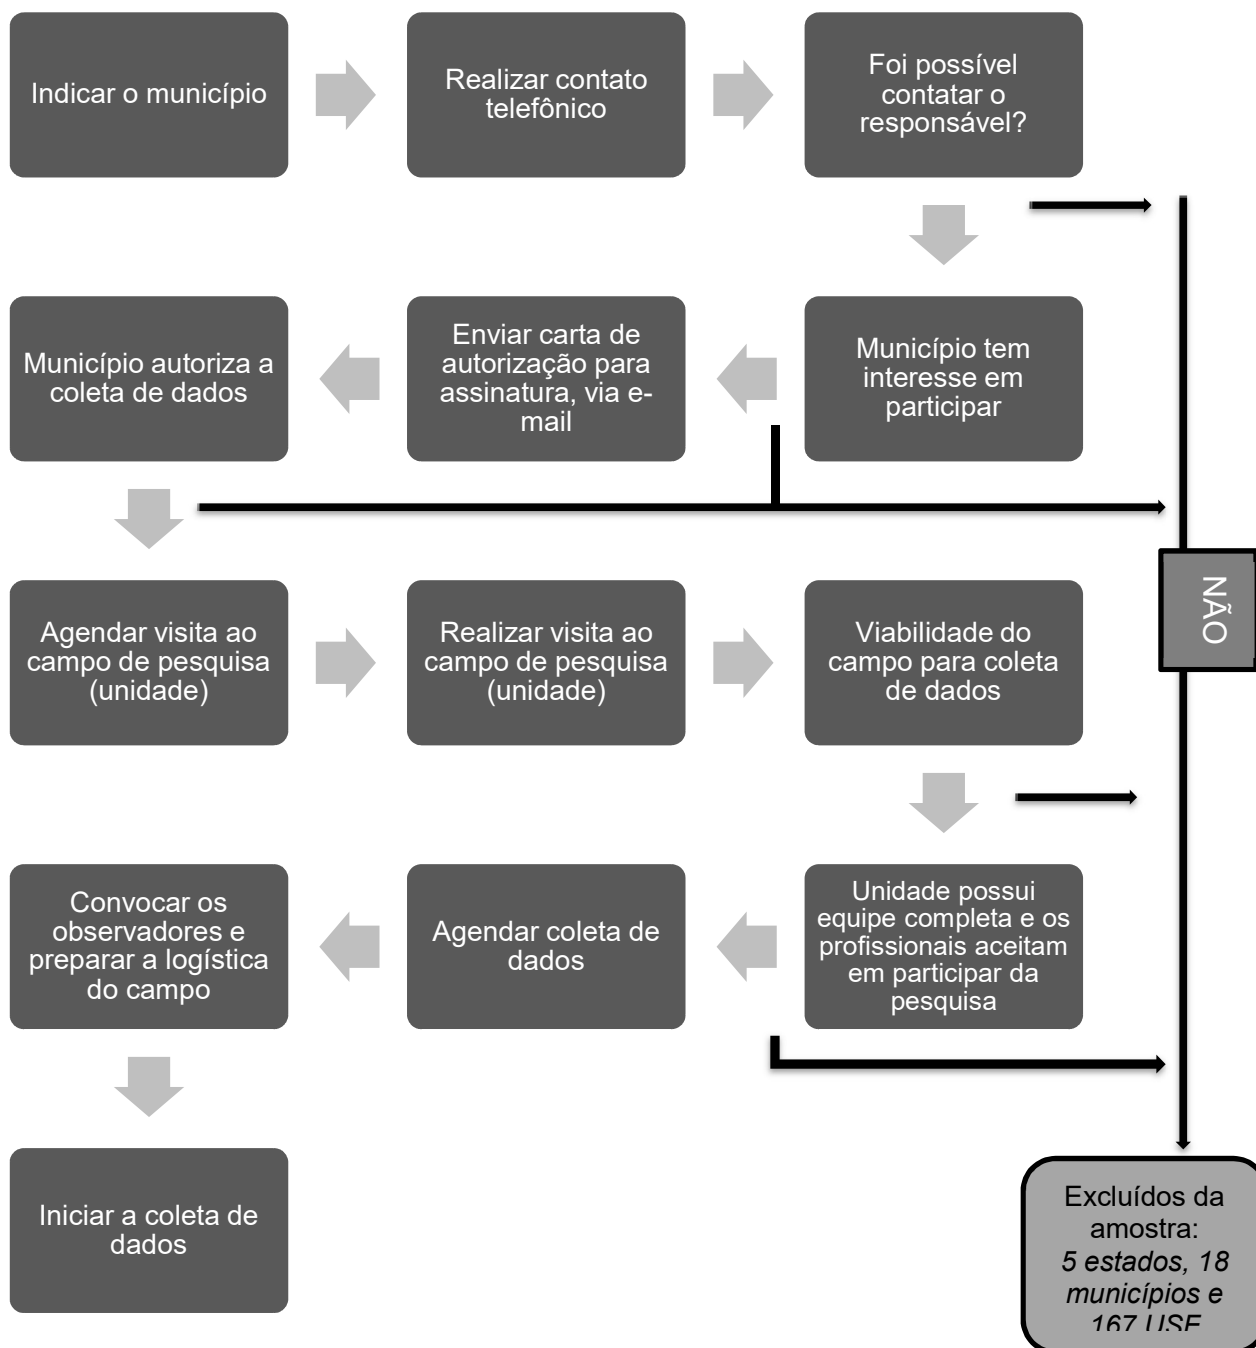 Indicar o município
Realizar contato
telefônico
Foi possível
contatar o
responsável?
Município autoriza a
coleta de dados
Enviar carta de
autorização para
assinatura, via e-
mail
Município tem
interesse em
participar
Agendar visita ao
campo de pesquisa
(unidade)
Realizar visita ao
campo de pesquisa
(unidade)
Viabilidade do
campo para coleta
de dados
NÃO
Convocar os
observadores e
preparar a logística
do campo
Agendar coleta de
dados
Unidade possui
equipe completa e os
profissionais aceitam
em participar da
pesquisa
Iniciar a coleta de
dados
Excluídos da
amostra:
5 estados, 18
municípios e
167 USF